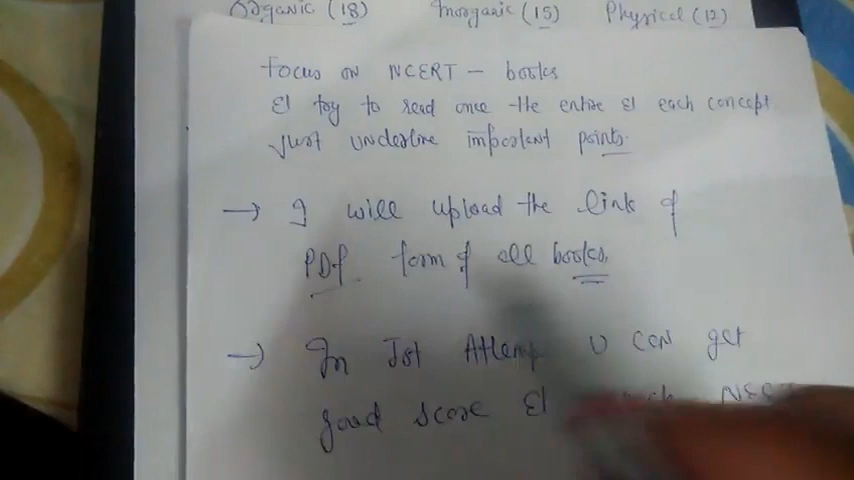 Organic (18) Inorganic (15) Physical (12)
Focus on NCERT - books
& try to read once the entire & each concept
Just underline important points.
→ I will upload the link of
PDF form of all books.
→ In 1st Attempt U can get
good score &